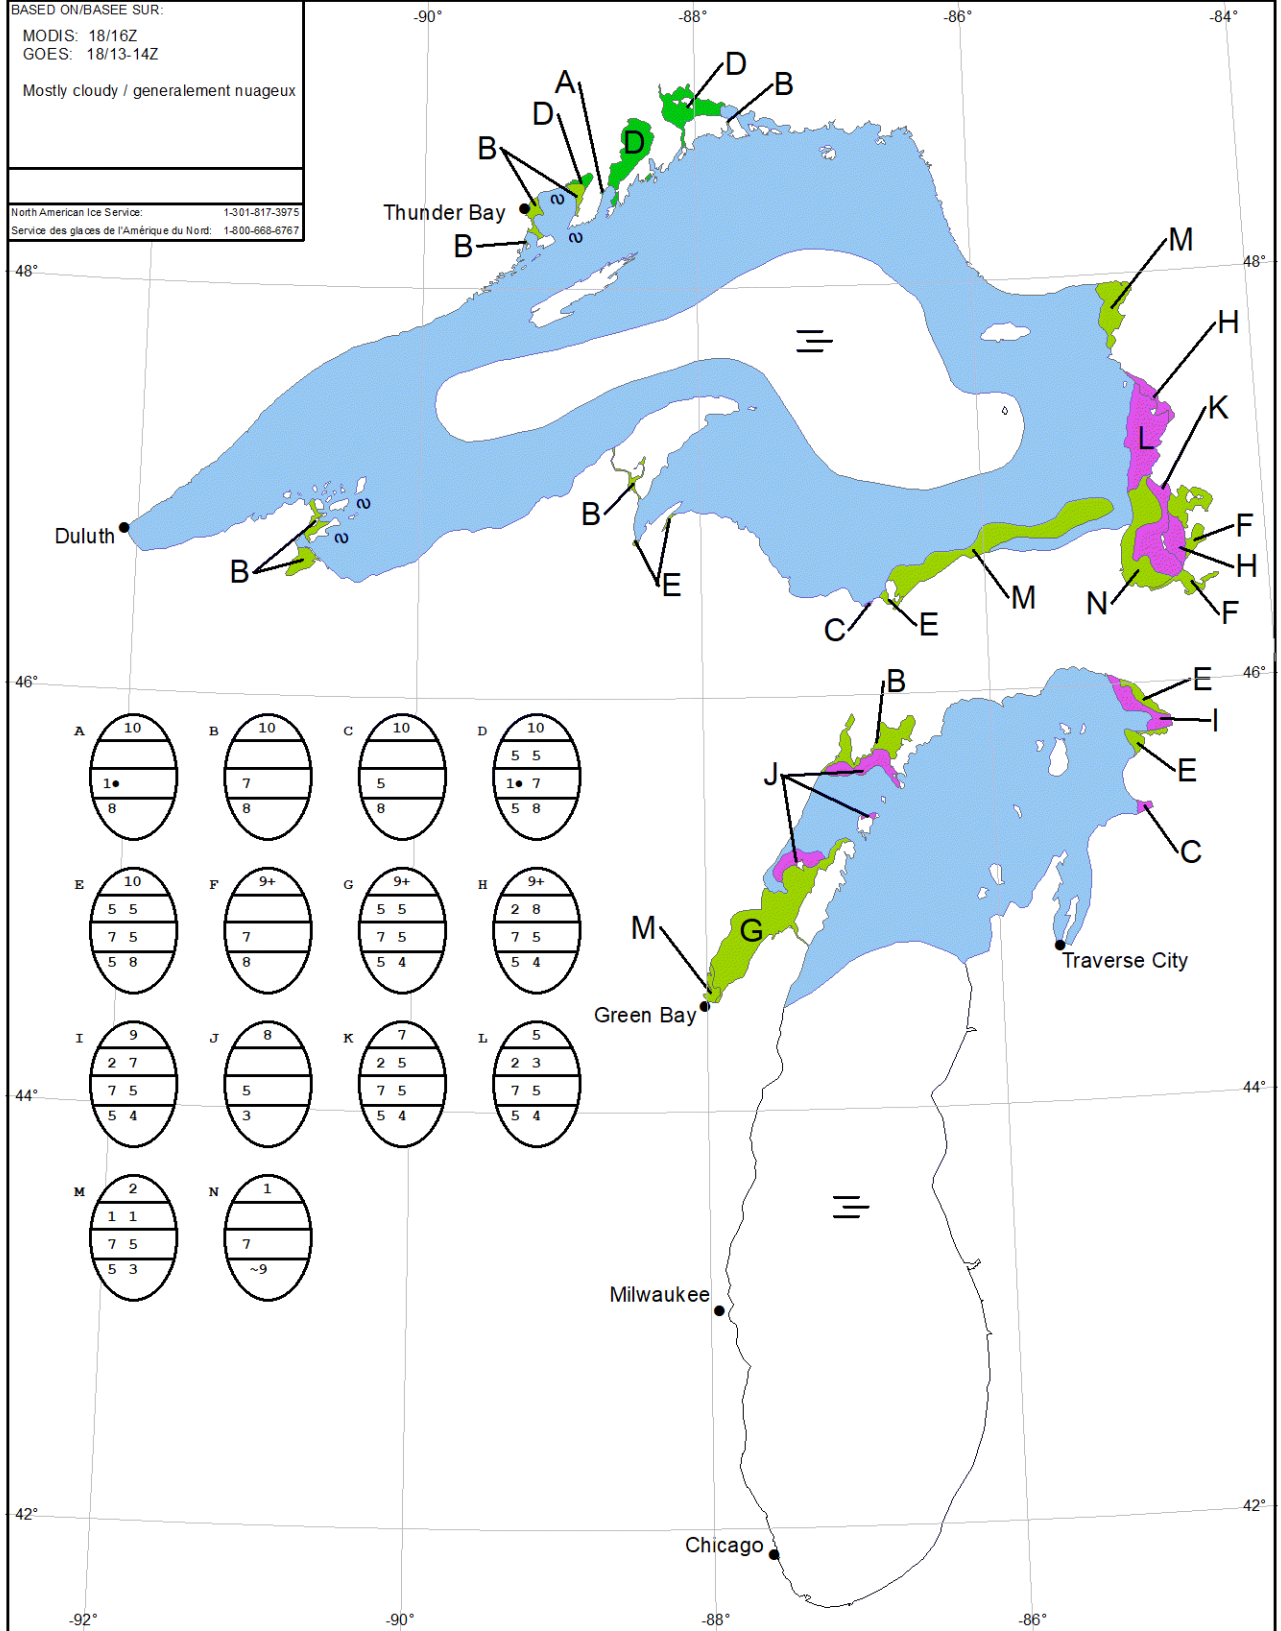 BASED ON/BASEE SUR:
MODIS: 18/16Z
GOES: 18/13-14Z
Mostly cloudy / generalement nuageux
North American Ice Service: 1-301-817-3975
Service des glaces de l'Amérique du Nord: 1-800-668-6767
-90° -88° -86° -84°
D
A B
D
D
B
Thunder Bay
B
M
48° 48°
H
K
L
B
Duluth
F
B
H
E
M N
F
C E
46° 46°
B E
I
J E
C
M G
Traverse City
Green Bay
44° 44°
Milwaukee
42° 42°
Chicago
-92° -90° -88° -86°
A B C D
10 10 10 10
5 5
1● 7 5 1● 7
8 8 8 5 8
E F G H
10 9+ 9+ 9+
5 5 5 5 2 8
7 5 7 7 5 7 5
5 8 8 5 4 5 4
I J K L
9 8 7 5
2 7 2 5 2 3
7 5 5 7 5 7 5
5 4 3 5 4 5 4
M N
2 1
1 1
7 5 7
5 3 ~9